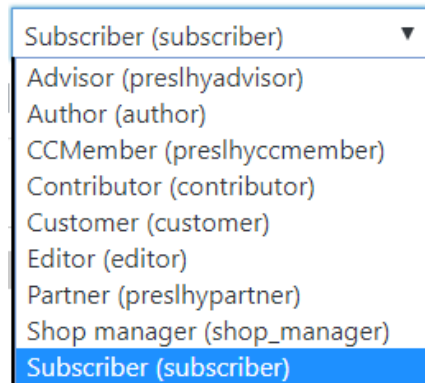 Subscriber (subscriber)
Advisor (preslhyadvisor)
Author (author)
CCMember (preslhyccmember)
Contributor (contributor)
Customer (customer)
Editor (editor)
Partner (preslhypartner)
Shop manager (shop_manager)
Subscriber (subscriber)